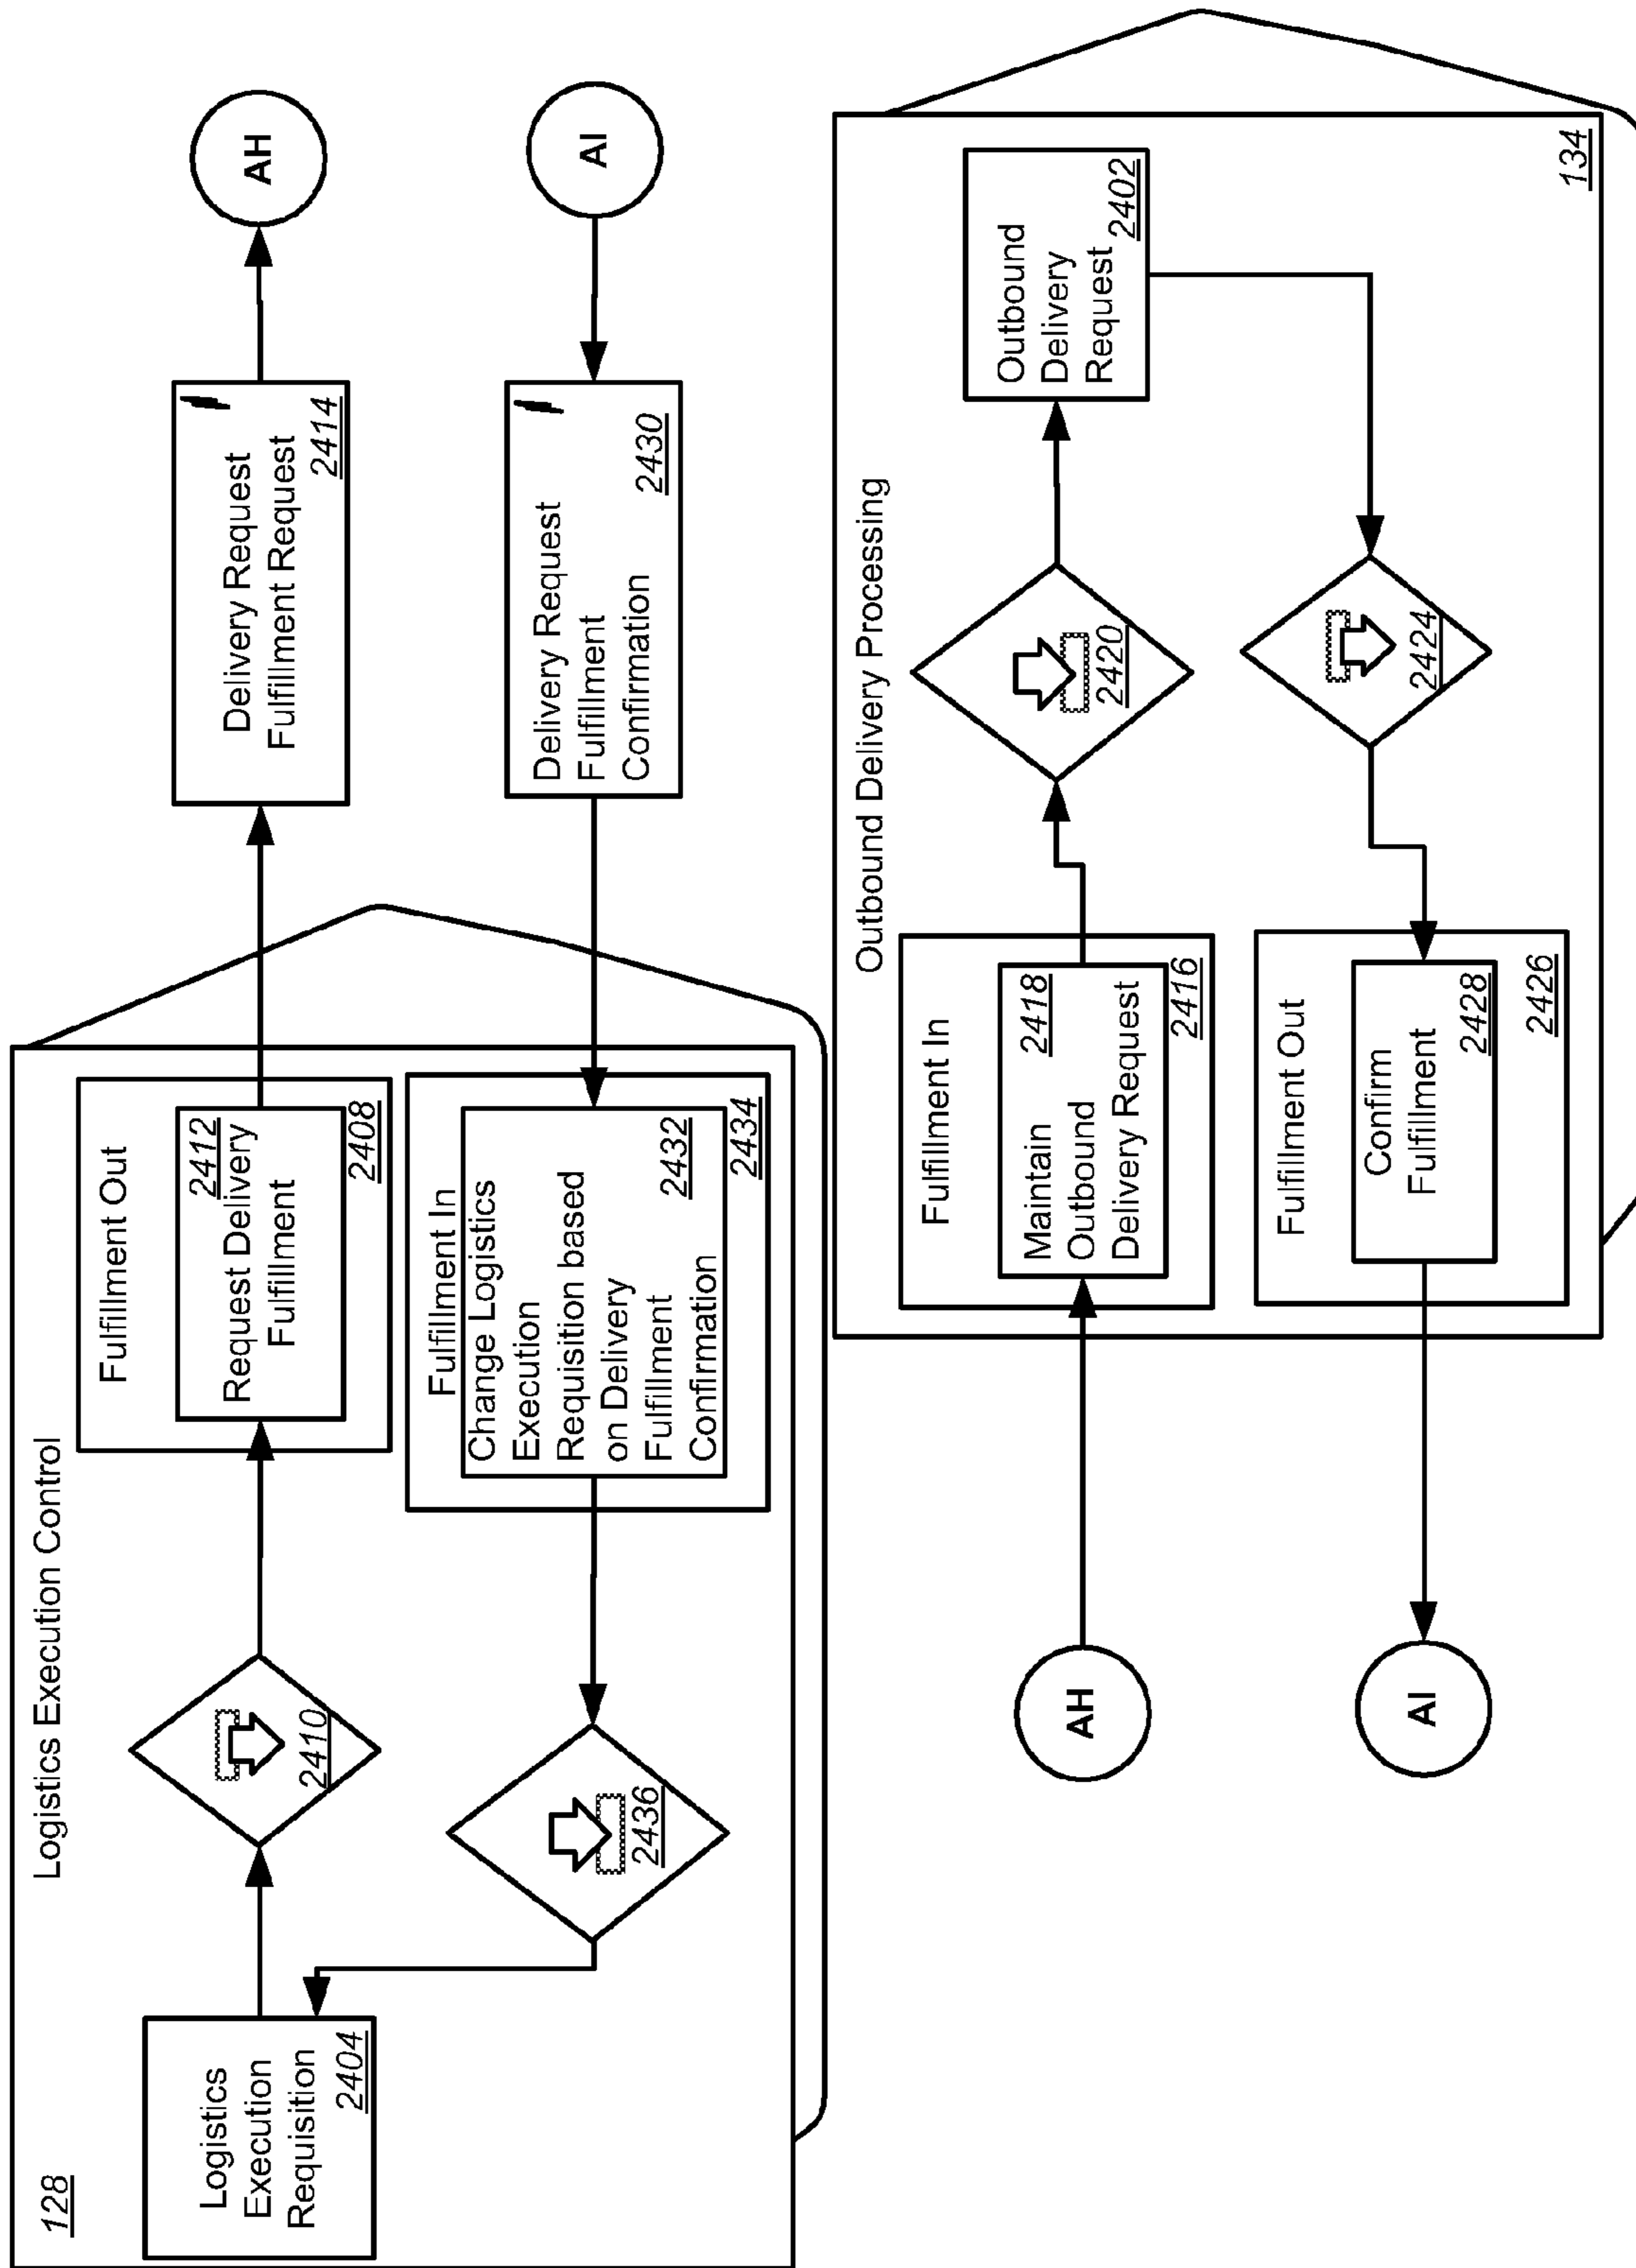 128
Logistics Execution Control
Logistics
Execution
Requisition
2404
2410
Fulfillment Out
2412
Request Delivery
Fulfillment
2408
Delivery Request
Fulfillment Request
2414
AH
2436
Fulfillment In
Change Logistics
Execution
Requisition based
on Delivery
Fulfillment
Confirmation
2432
2434
Delivery Request
Fulfillment
Confirmation
2430
AI
Outbound Delivery Processing
AH
Fulfillment In
Maintain
2418
Outbound
Delivery Request
2416
2420
Outbound
Delivery
Request
2402
AI
Fulfillment Out
Confirm
Fulfillment
2428
2426
2424
134